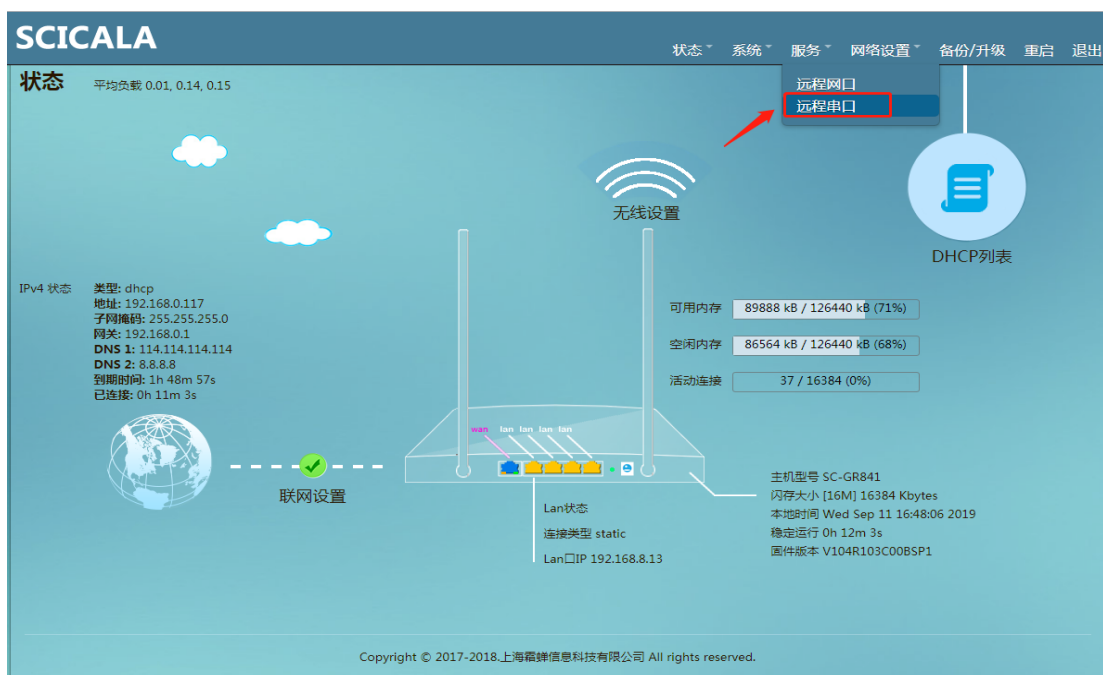 SCICALA
状态 系统 服务 网络设置 备份/升级 重启 退出
远程网口
远程串口
状态 平均负载 0.01, 0.14, 0.15
无线设置
DHCP列表
IPv4 状态 类型: dhcp
地址: 192.168.0.117
子网掩码: 255.255.255.0
网关: 192.168.0.1
DNS 1: 114.114.114.114
DNS 2: 8.8.8.8
到期时间: 1h 48m 57s
已连接: 0h 11m 3s
可用内存 89888 kB / 126440 kB (71%)
空闲内存 86564 kB / 126440 kB (68%)
活动连接 37 / 16384 (0%)
wan lan lan lan lan
联网设置
Lan状态
连接类型 static
Lan口IP 192.168.8.13
主机型号 SC-GR841
闪存大小 [16M] 16384 Kbytes
本地时间 Wed Sep 11 16:48:06 2019
稳定运行 0h 12m 3s
固件版本 V104R103C00BSP1
Copyright © 2017-2018.上海霜蝉信息科技有限公司 All rights reserved.